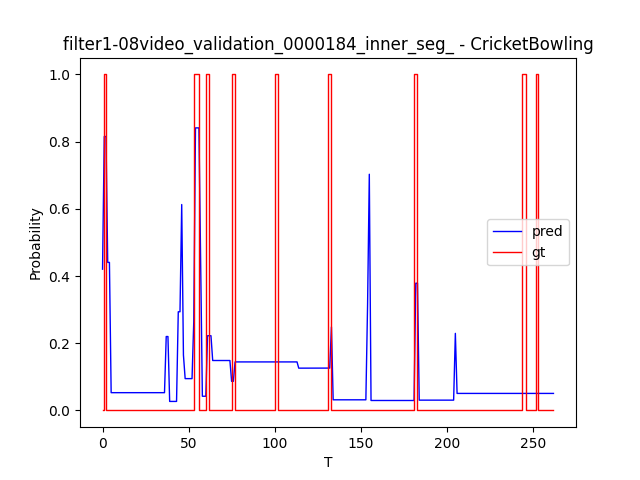 filter1-08video_validation_0000184_inner_seg_ - CricketBowling
1.0
0.8
0.6
0.4
0.2
0.0
Probability
pred
gt
0
50
100
150
200
250
T